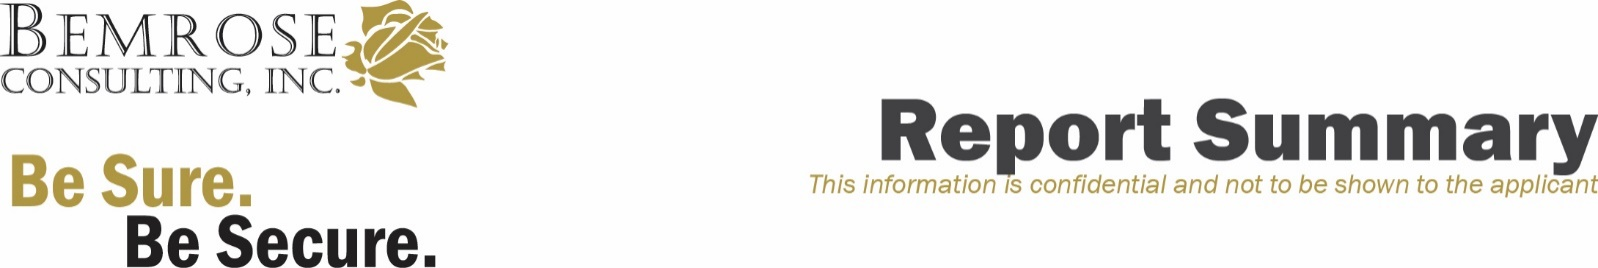 BEMROSE
CONSULTING, INC.
Be Sure.
Be Secure.
Report Summary
This information is confidential and not to be shown to the applicant